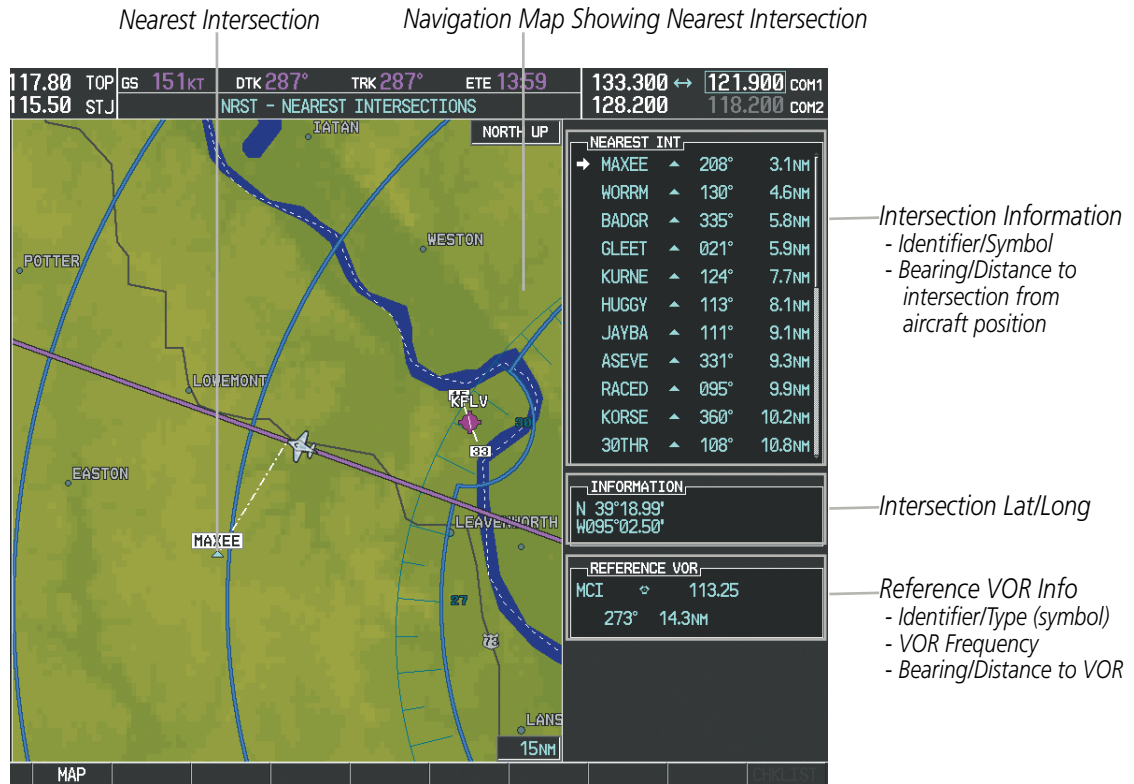 Nearest Intersection
Navigation Map Showing Nearest Intersection
117.80 TOP
115.50 STJ
GS 151KT DTK 287° TRK 287° ETE 13:59
NRST - NEAREST INTERSECTIONS
133.300 ↔ 121.900 COM1
128.200 118.200 COM2
IATAN
NORTH UP
POTTER
WESTON
LOWEMONT
KFLV
30
33
EASTON
LEAVENWORTH
MAXEE
27
73
LANS
15NM
NEAREST INT
MAXEE 208° 3.1NM
WORRM 130° 4.6NM
BADGR 335° 5.8NM
GLEET 021° 5.9NM
KURNE 124° 7.7NM
HUGGY 113° 8.1NM
JAYBA 111° 9.1NM
ASEVE 331° 9.3NM
RACED 095° 9.9NM
KORSE 360° 10.2NM
30THR 108° 10.8NM
INFORMATION
N 39°18.99'
W095°02.50'
REFERENCE VOR
MCI 113.25
273° 14.3NM
MAP
CHKLIST
Intersection Information
- Identifier/Symbol
- Bearing/Distance to
intersection from
aircraft position
Intersection Lat/Long
Reference VOR Info
- Identifier/Type (symbol)
- VOR Frequency
- Bearing/Distance to VOR